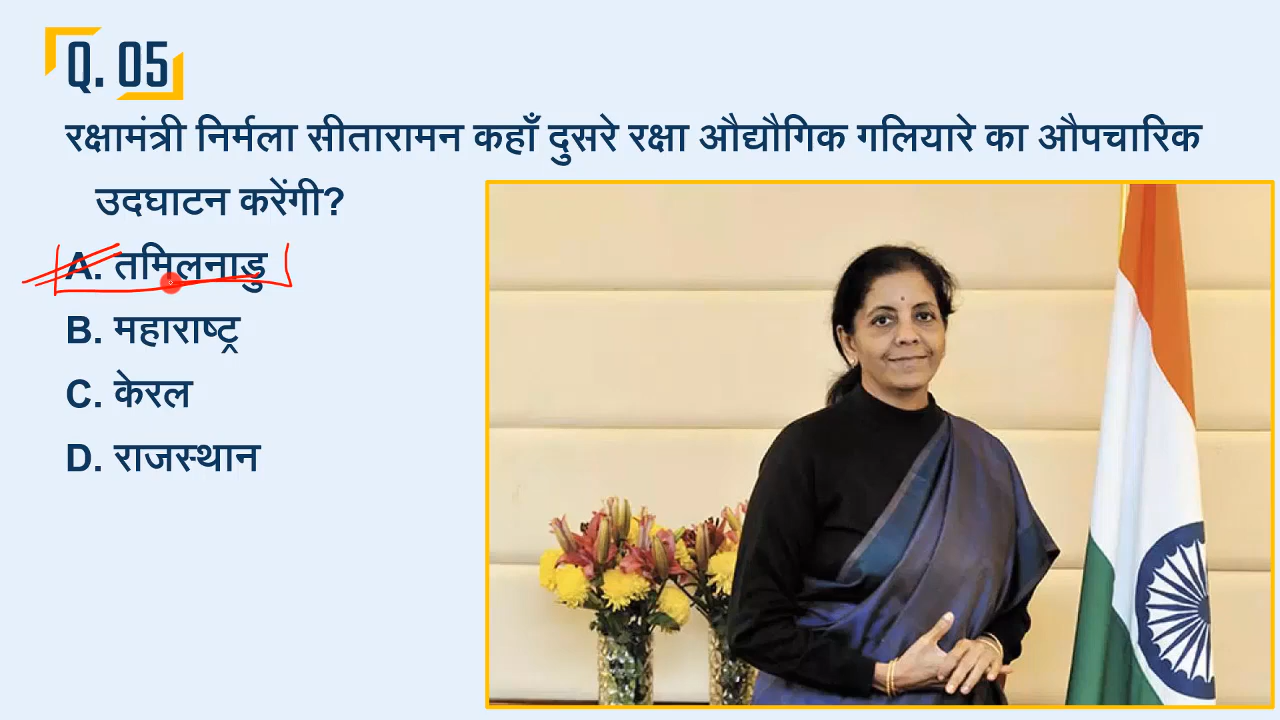 Q. 05
रक्षामंत्री निर्मला सीतारामन कहाँ दुसरे रक्षा औद्यौगिक गलियारे का औपचारिक
उदघाटन करेंगी?
A. तमिलनाडु
B. महाराष्ट्र
C. केरल
D. राजस्थान